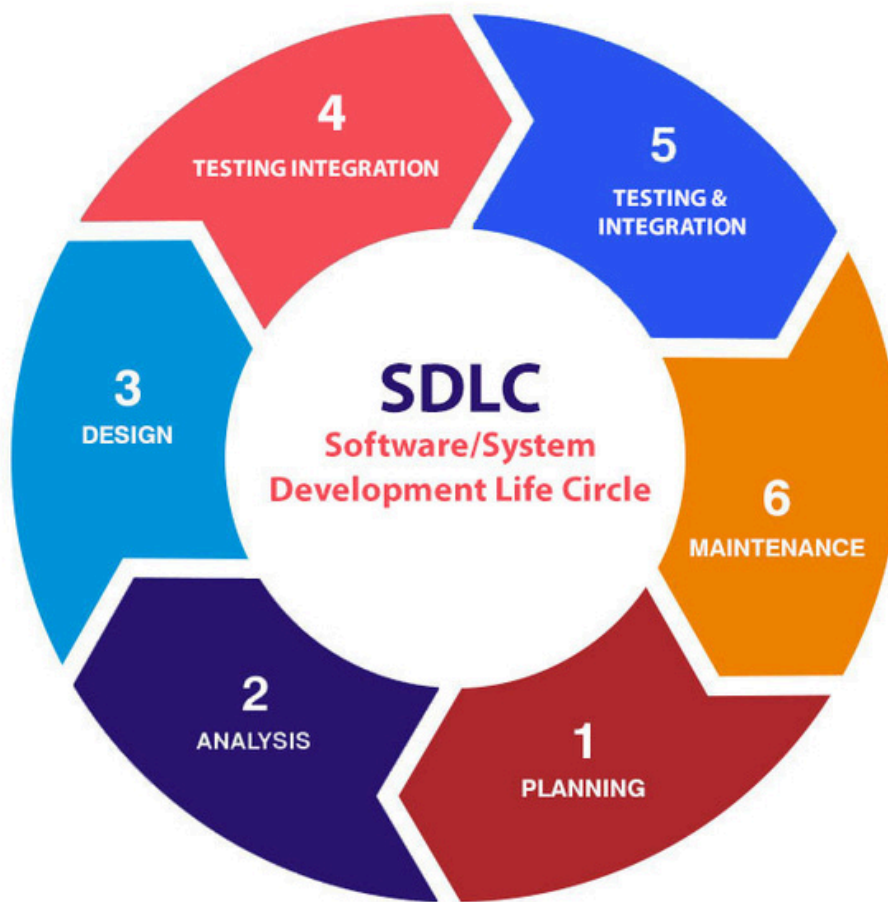 4
TESTING INTEGRATION
5
TESTING &
INTEGRATION
3
DESIGN
SDLC
Software/System
Development Life Circle
6
MAINTENANCE
2
ANALYSIS
1
PLANNING